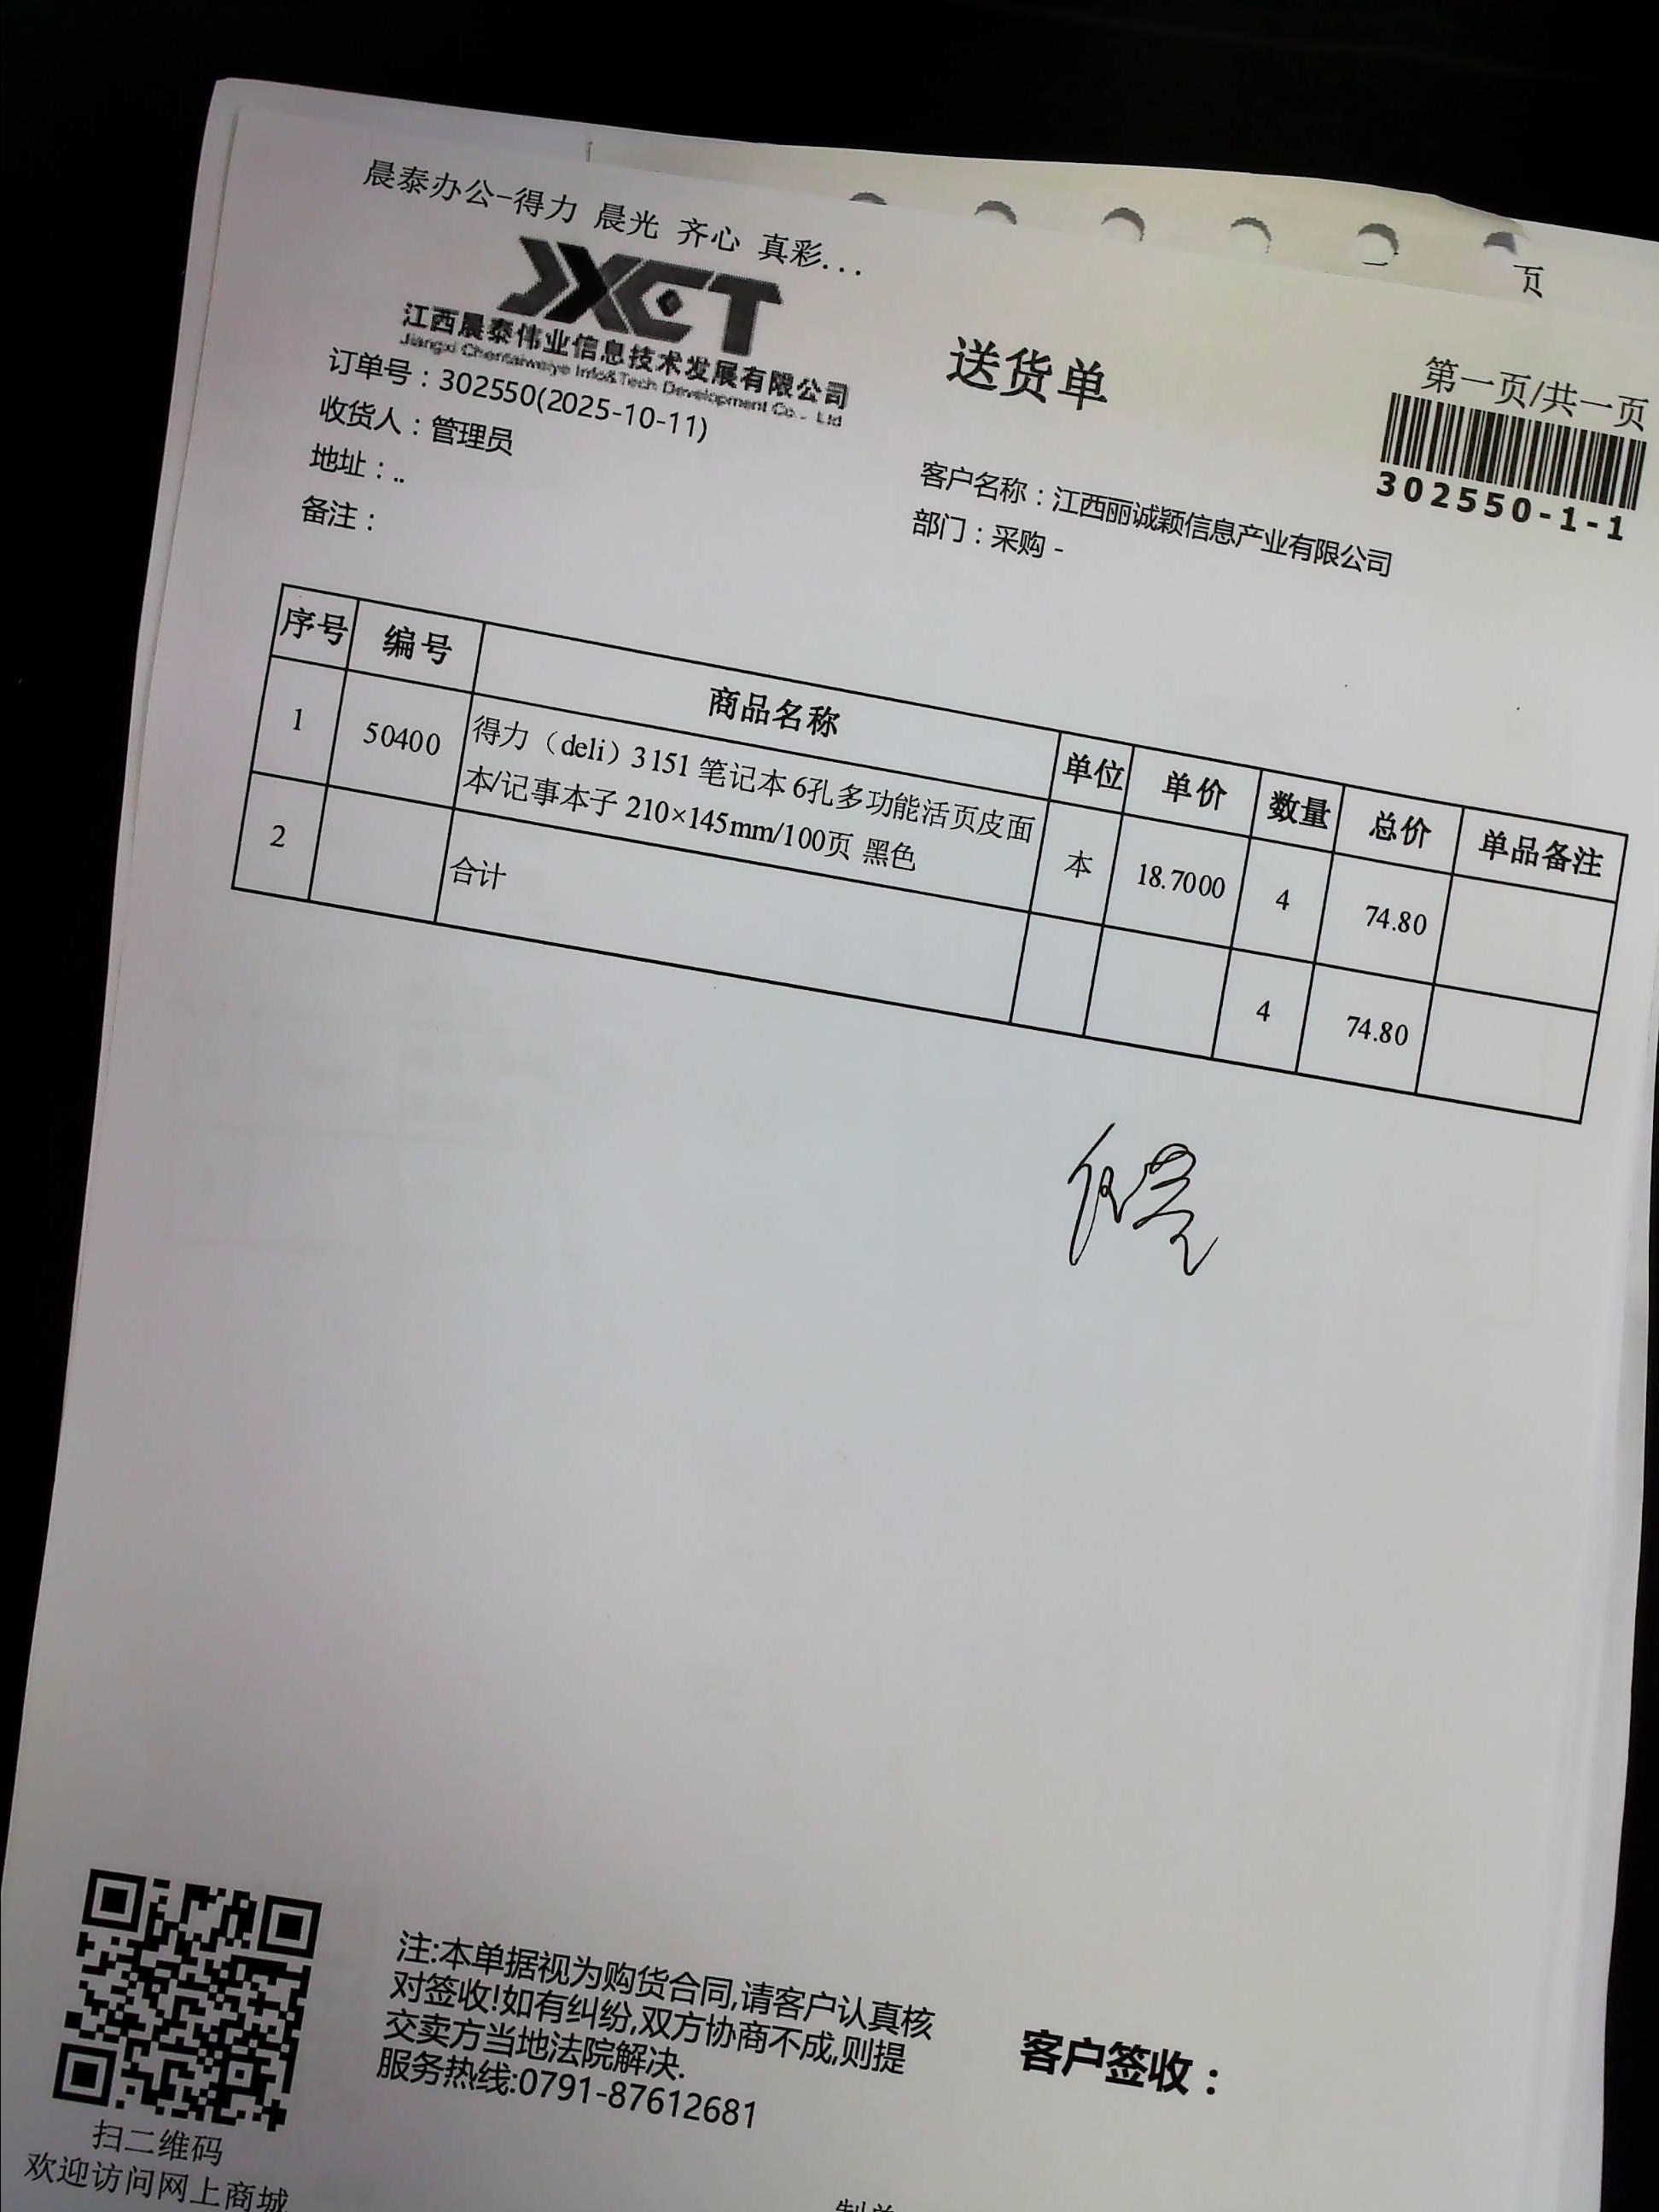 晨泰办公-得力 晨光 齐心 真彩...
页
JXCT
江西晨泰伟业信息技术发展有限公司
Jiangxi Chentaiweiye Info&Tech Development Co., Ltd
送货单
第一页/共一页
302550-1-1
订单号：302550(2025-10-11)
收货人：管理员
客户名称：江西丽诚颖信息产业有限公司
地址：..
部门：采购 -
备注：
序号 编号 商品名称 单位 单价 数量 总价 单品备注
1 50400 得力（deli）3151 笔记本 6孔多功能活页皮面 本 18.7000 4 74.80
本/记事本子 210×145mm/100页 黑色
2 合计 4 74.80
注:本单据视为购货合同,请客户认真核
对签收!如有纠纷,双方协商不成,则提
交卖方当地法院解决.
服务热线:0791-87612681
客户签收：
扫二维码
欢迎访问网上商城